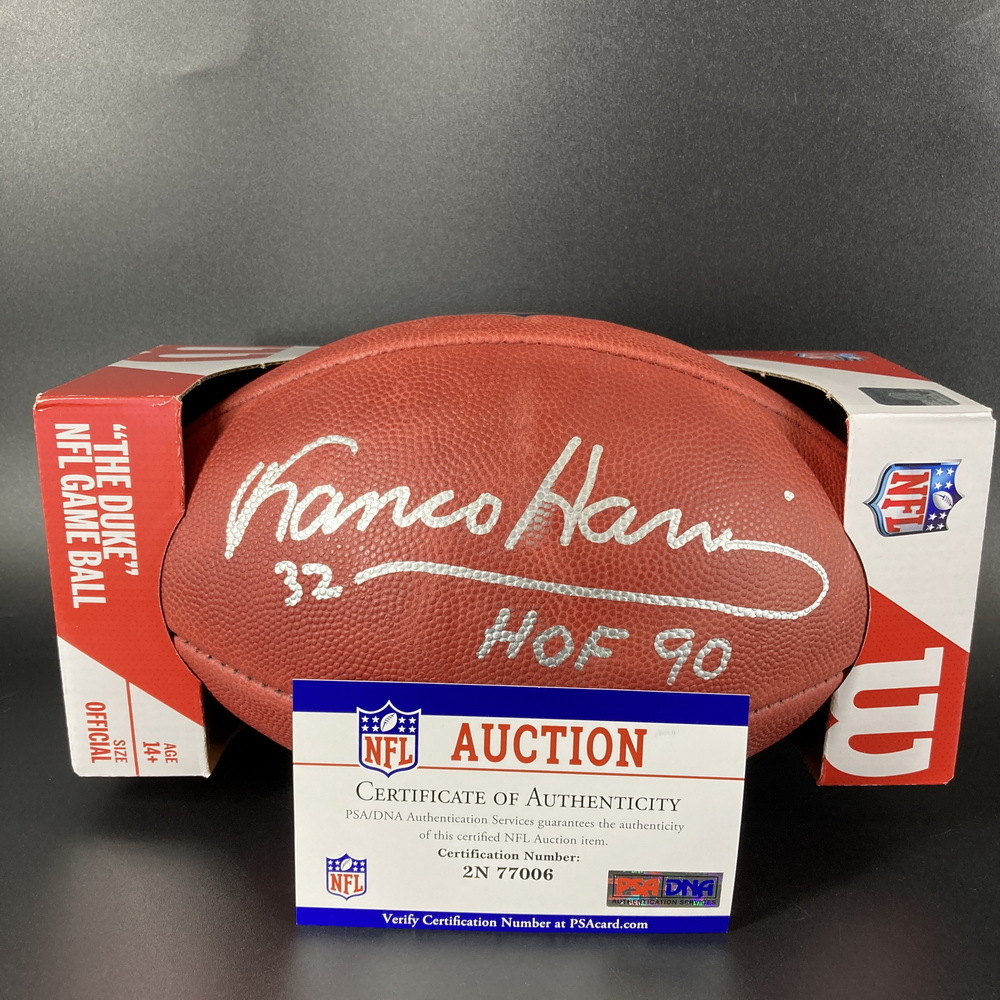 "THE DUKE"
NFL GAME BALL
OFFICIAL
SIZE
AGE
14+
NFL
W
Franco Harris
32
HOF 90
NFL
AUCTION
CERTIFICATE OF AUTHENTICITY
PSA/DNA Authentication Services guarantees the authenticity
of this certified NFL Auction item.
Certification Number:
2N 77006
NFL
PSA DNA
AUTHENTICATION SERVICES
Verify Certification Number at PSAcard.com